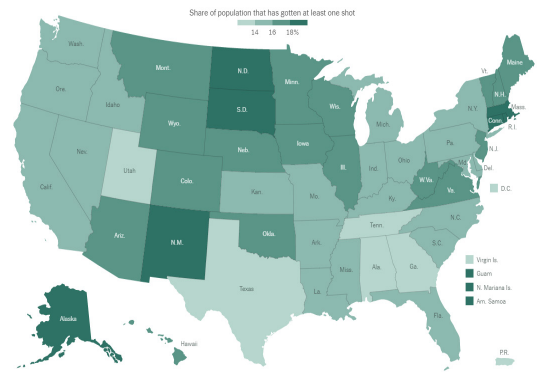 Share of population that has gotten at least one shot
14 16 18%
Wash.
Mont.
N.D.
Minn.
Maine
Vt.
N.H.
Ore.
Idaho
S.D.
Wis.
Mich.
N.Y.
Mass.
Conn.
R.I.
Wyo.
Iowa
Neb.
Pa.
N.J.
Nev.
Utah
Colo.
Ill.
Ind.
Ohio
Md.
Del.
W.Va.
Va.
D.C.
Calif.
Kan.
Mo.
Ky.
Ariz.
N.M.
Okla.
Ark.
Tenn.
N.C.
S.C.
Texas
La.
Miss.
Ala.
Ga.
Fla.
Virgin Is.
Guam
N. Mariana Is.
Am. Samoa
Alaska
Hawaii
P.R.